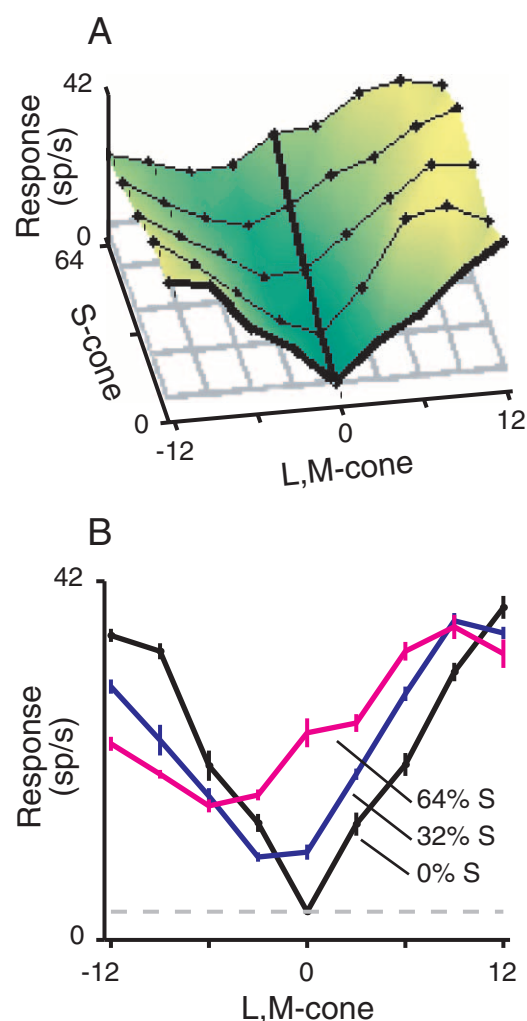 A
42
Response
(sp/s)
0
64
S-cone
0
-12
0
12
L,M-cone
B
42
Response
(sp/s)
64% S
32% S
0% S
0
-12
0
12
L,M-cone